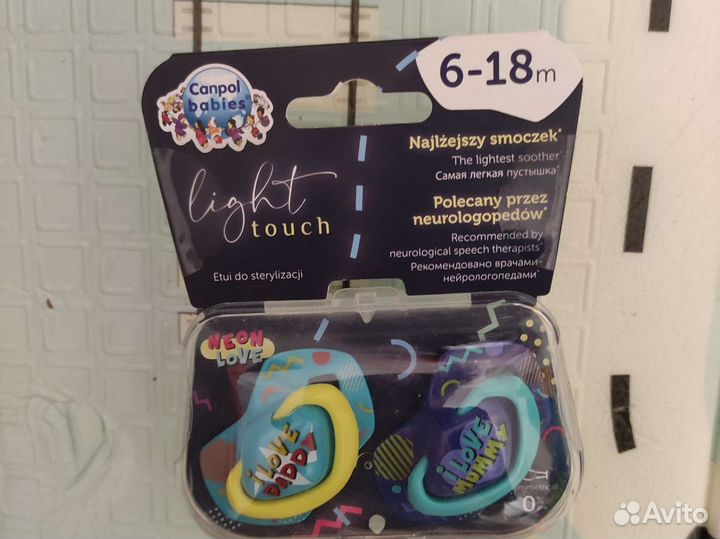 Canpol
babies
6-18m
light
touch
Etui do sterylizacji
Najlżejszy smoczek*
The lightest soother*
Самая легкая пустышка*
Polecany przez
neurologopedów*
Recommended by
neurological speech therapists*
Рекомендовано врачами-
нейрологопедами*
NEON
LOVE
I LOVE
DADDY
I LOVE
MUMMY
0%
Avito